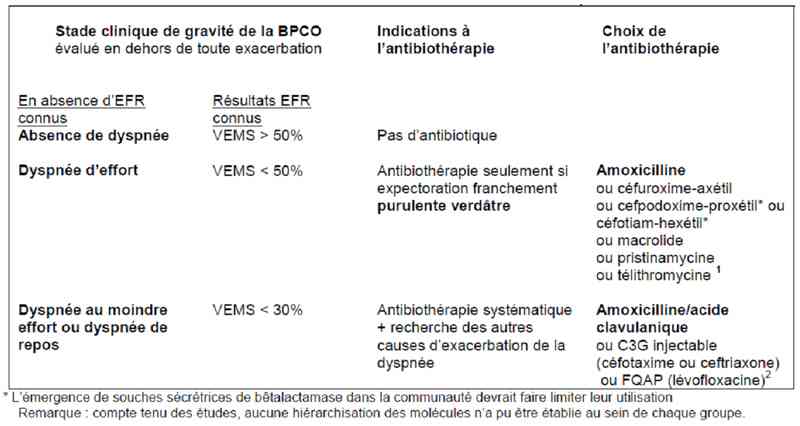 Stade clinique de gravité de la BPCO Indications à Choix de
évalué en dehors de toute exacerbation l'antibiothérapie l'antibiothérapie
En absence d'EFR Résultats EFR
connus connus
Absence de dyspnée VEMS > 50% Pas d'antibiotique
Dyspnée d'effort VEMS < 50% Antibiothérapie seulement si Amoxicilline
expectoration franchement ou céfuroxime-axétil
purulente verdâtre ou cefpodoxime-proxétil* ou
céfotiam-hexétil*
ou macrolide
ou pristinamycine
ou télithromycine 1
Dyspnée au moindre VEMS < 30% Antibiothérapie systématique Amoxicilline/acide
effort ou dyspnée de + recherche des autres clavulanique
repos causes d'exacerbation de la ou C3G injectable
dyspnée (céfotaxime ou ceftriaxone)
ou FQAP (lévofloxacine)2
* L'émergence de souches sécrétrices de bêtalactamase dans la communauté devrait faire limiter leur utilisation
Remarque : compte tenu des études, aucune hiérarchisation des molécules n'a pu être établie au sein de chaque groupe.